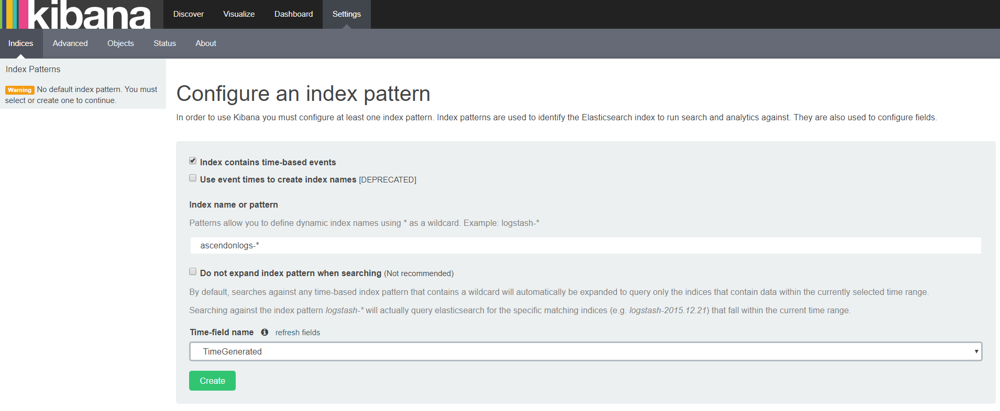 kibana
Discover
Visualize
Dashboard
Settings
Indices
Advanced
Objects
Status
About
Index Patterns
Warning No default index pattern. You must
select or create one to continue.
Configure an index pattern
In order to use Kibana you must configure at least one index pattern. Index patterns are used to identify the Elasticsearch index to run search and analytics against. They are also used to configure fields.
Index contains time-based events
Use event times to create index names [DEPRECATED]
Index name or pattern
Patterns allow you to define dynamic index names using * as a wildcard. Example: logstash-*
ascendonlogs-*
Do not expand index pattern when searching (Not recommended)
By default, searches against any time-based index pattern that contains a wildcard will automatically be expanded to query only the indices that contain data within the currently selected time range.
Searching against the index pattern logstash-* will actually query elasticsearch for the specific matching indices (e.g. logstash-2015.12.21) that fall within the current time range.
Time-field name refresh fields
TimeGenerated
Create